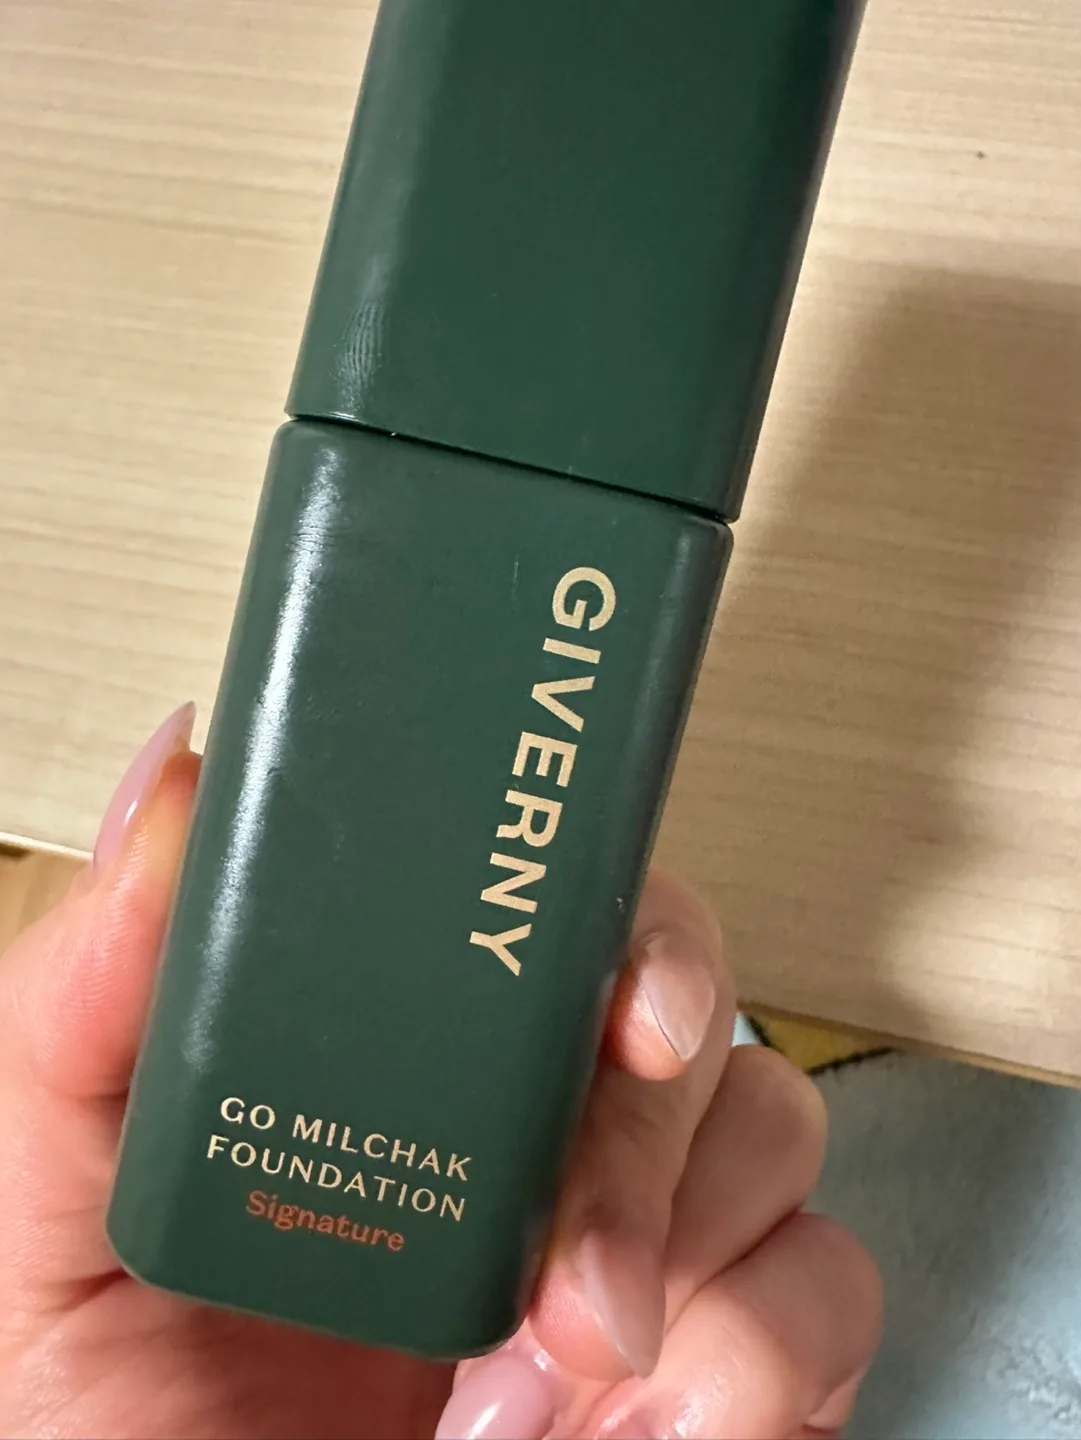 GIVERNY
GO MILCHAK
FOUNDATION
Signature